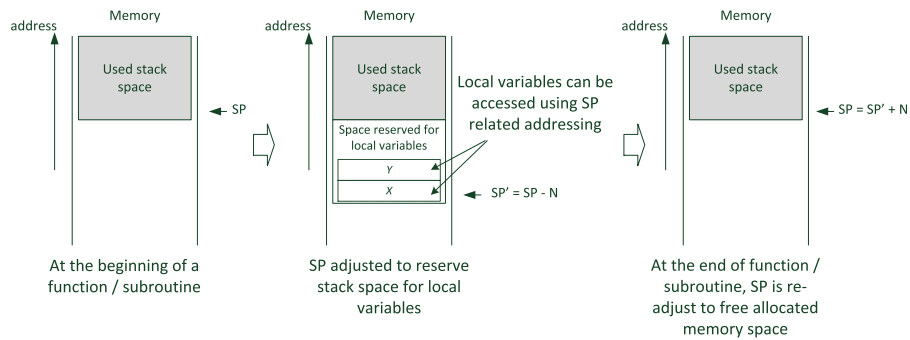 Memory
address
Used stack
space
SP
At the beginning of a
function / subroutine
Memory
address
Used stack
space
Space reserved for
local variables
Y
X
Local variables can be
accessed using SP
related addressing
SP’ = SP - N
SP adjusted to reserve
stack space for local
variables
Memory
address
Used stack
space
SP = SP’ + N
At the end of function /
subroutine, SP is re-
adjust to free allocated
memory space